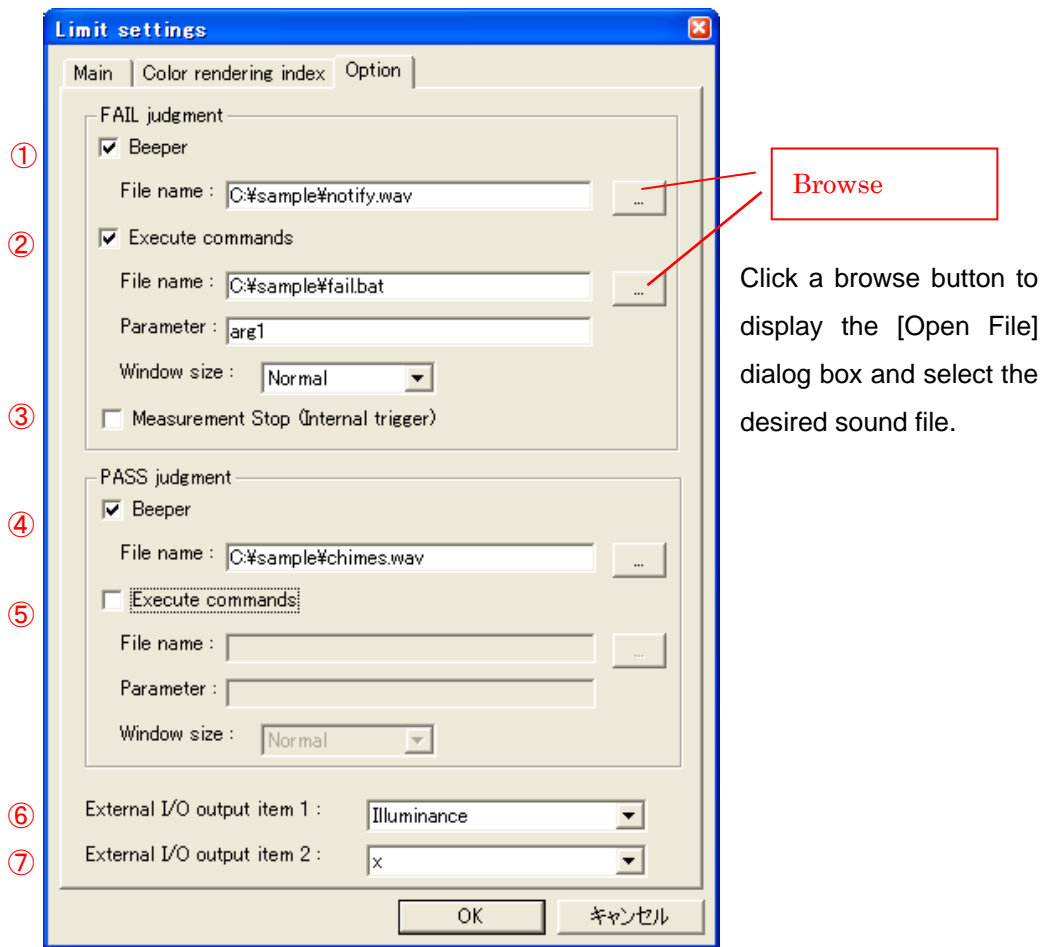 Limit settings
Main Color rendering index Option
FAIL judgment
① Beeper
File name : C:¥sample¥notify.wav ...
Browse
② Execute commands
File name : C:¥sample¥fail.bat ...
Parameter : arg1
Window size : Normal
③ Measurement Stop (Internal trigger)
Click a browse button to
display the [Open File]
dialog box and select the
desired sound file.
PASS judgment
④ Beeper
File name : C:¥sample¥chimes.wav ...
⑤ Execute commands
File name : ...
Parameter :
Window size : Normal
⑥ External I/O output item 1 : Illuminance
⑦ External I/O output item 2 : x
OK キャンセル